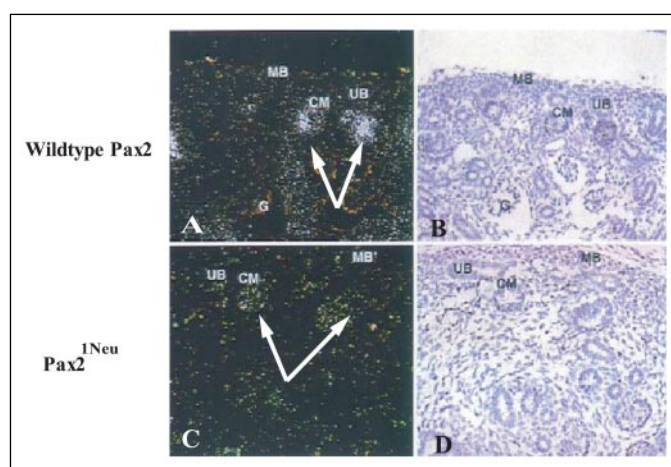 MB
CM
UB
G
A
Wildtype Pax2
MB
CM
UB
G
B
UB
CM
MB'
C
Pax2 1Neu
UB
CM
MB
D